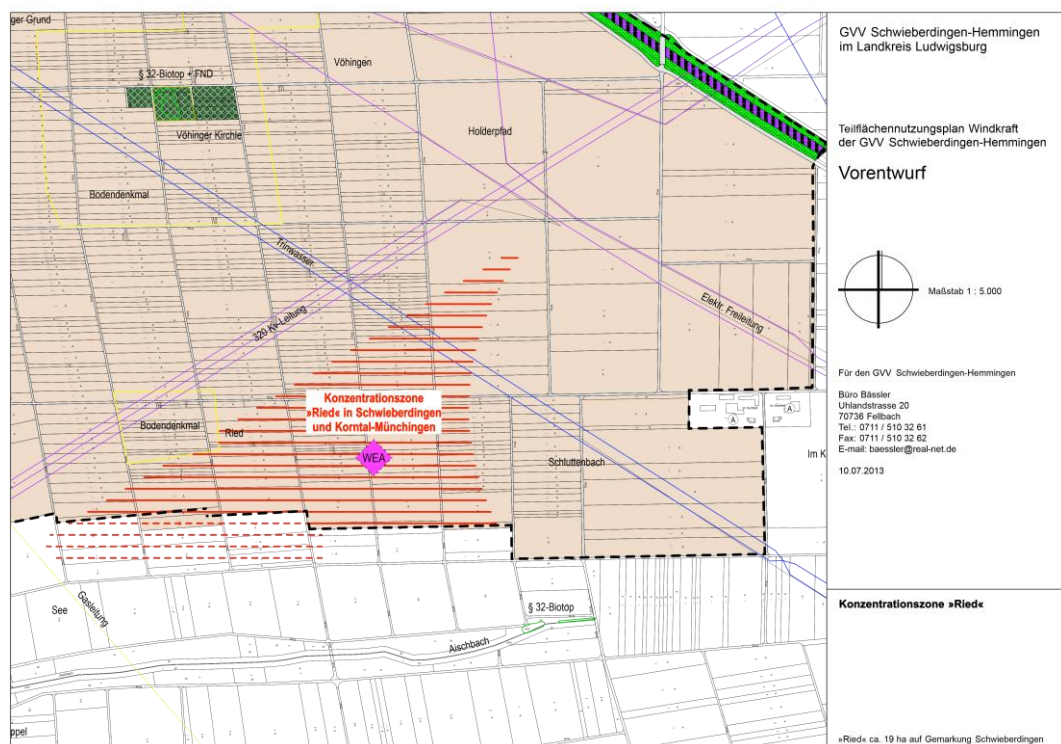 ger Grund
Vöhingen
§ 32-Biotop + FND
Vöhinger Kirchle
Holderpfad
Bodendenkmal
Trinwasser
320 Kv-Leitung
Elektr. Freileitung
Konzentrationszone
»Ried« in Schwieberdingen
und Korntal-Münchingen
Bodendenkmal
Ried
WEA
Schluttenbach
A
A
Im K
See
Gasleitung
§ 32-Biotop
Aischbach
ppel
GVV Schwieberdingen-Hemmingen
im Landkreis Ludwigsburg
Teilflächennutzungsplan Windkraft
der GVV Schwieberdingen-Hemmingen
Vorentwurf
Maßstab 1 : 5.000
Für den GVV Schwieberdingen-Hemmingen
Büro Bässler
Uhlandstrasse 20
70736 Fellbach
Tel.: 0711 / 510 32 61
Fax: 0711 / 510 32 62
E-mail: baessler@real-net.de
10.07.2013
Konzentrationszone »Ried«
»Ried« ca. 19 ha auf Gemarkung Schwieberdingen